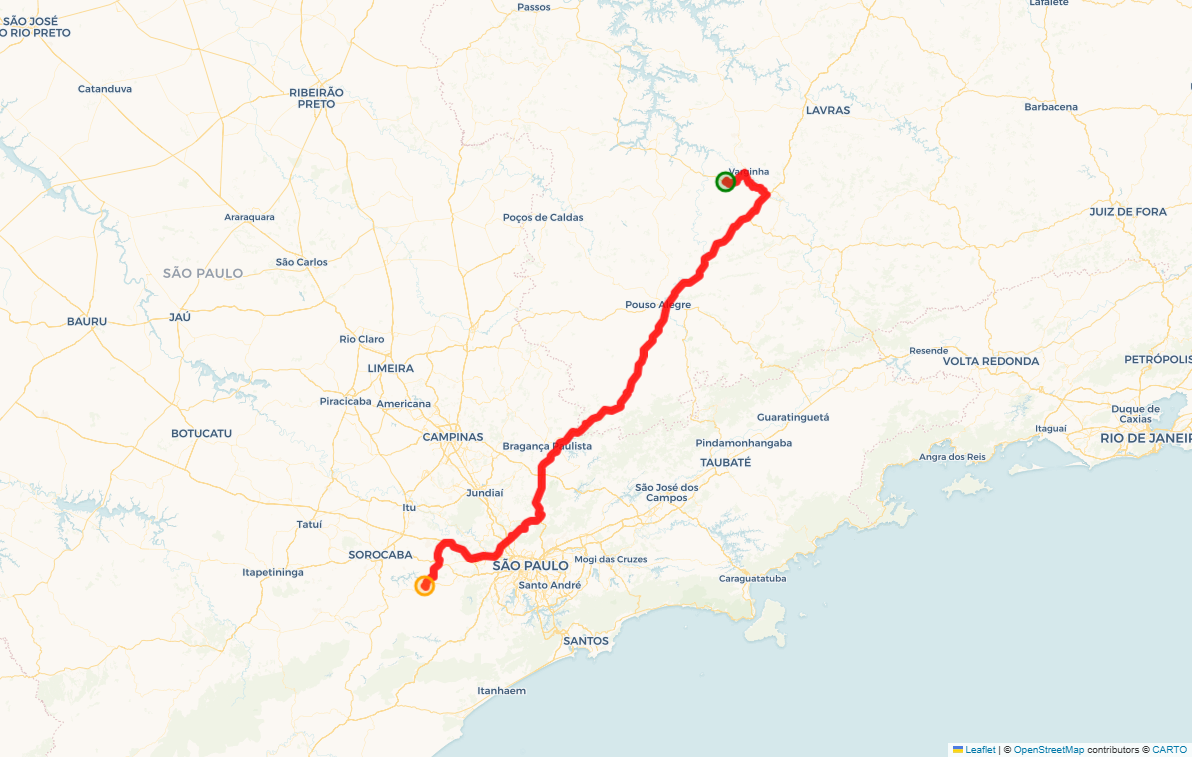 Passos
Lafaiete
SÃO JOSÉ
O RIO PRETO
Catanduva
RIBEIRÃO
PRETO
LAVRAS
Barbacena
Varginha
Araraquara
Poços de Caldas
JUIZ DE FORA
São Carlos
SÃO PAULO
Pouso Alegre
BAURU
JAÚ
Rio Claro
Resende
VOLTA REDONDA
PETRÓPOLIS
LIMEIRA
Piracicaba
Americana
Duque de
Caxias
Guaratinguetá
Itaguaí
BOTUCATU
CAMPINAS
Bragança Paulista
Pindamonhangaba
RIO DE JANEIR
Angra dos Reis
TAUBATÉ
Jundiaí
São José dos
Campos
Itu
Tatuí
SOROCABA
SÃO PAULO
Mogi das Cruzes
Itapetininga
Santo André
Caraguatatuba
SANTOS
Itanhaem
Leaflet | © OpenStreetMap contributors © CARTO